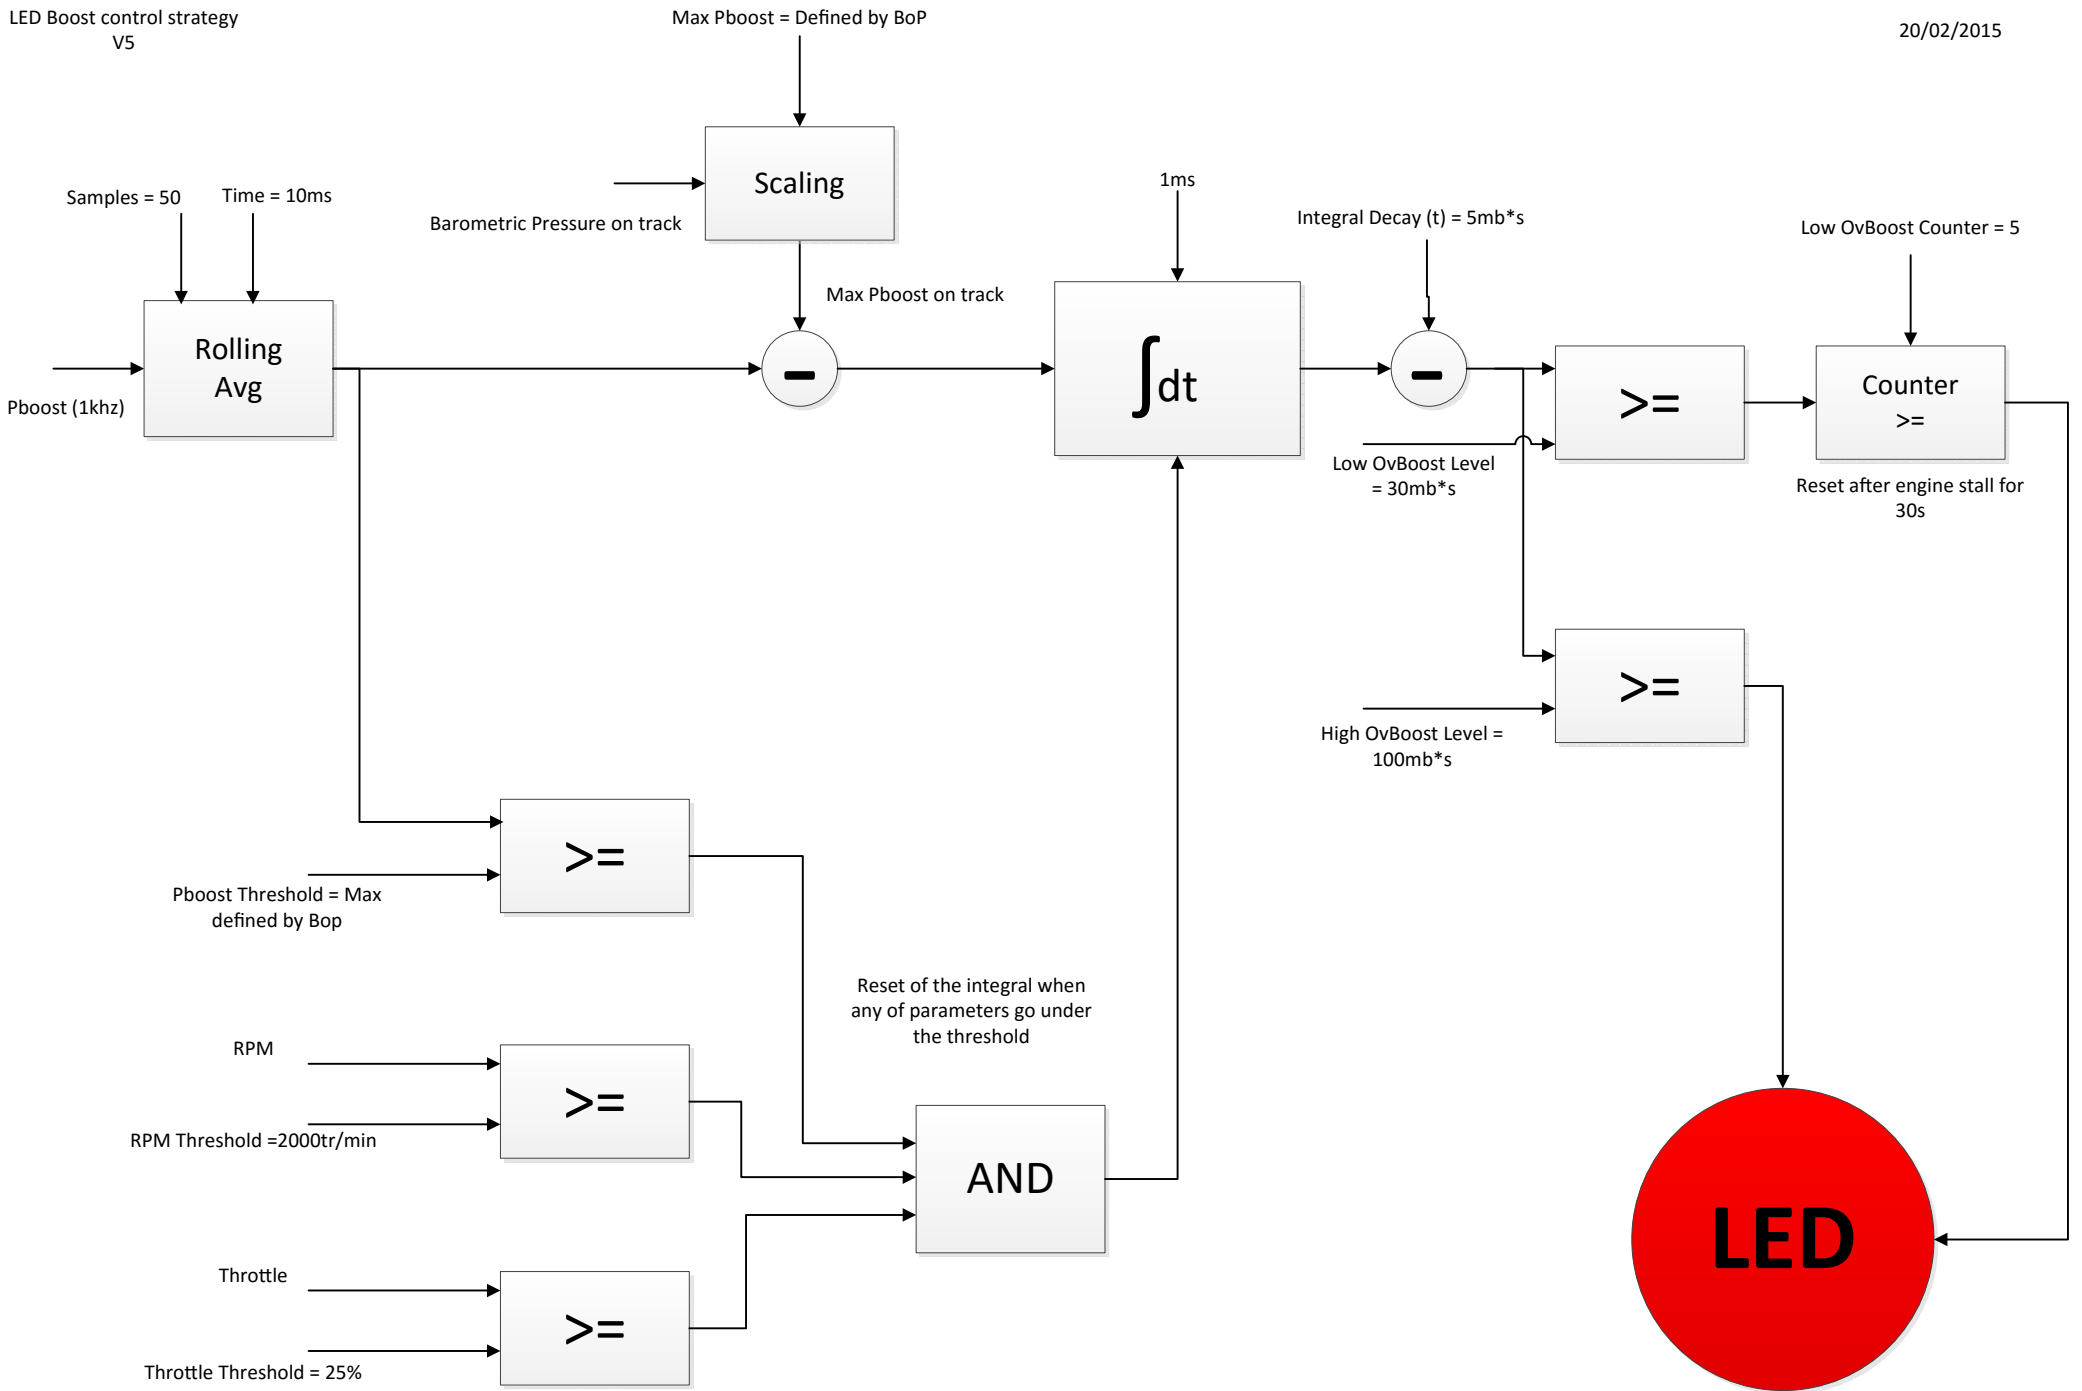 LED Boost control strategy
V5
Max Pboost = Defined by BoP
20/02/2015
Scaling
Barometric Pressure on track
Samples = 50
Time = 10ms
1ms
Integral Decay (t) = 5mb*s
Low OvBoost Counter = 5
Max Pboost on track
Rolling
Avg
Pboost (1khz)
-
∫dt
-
>=
Counter
>=
Low OvBoost Level
= 30mb*s
Reset after engine stall for
30s
>=
High OvBoost Level =
100mb*s
>=
Pboost Threshold = Max
defined by Bop
Reset of the integral when
any of parameters go under
the threshold
RPM
>=
RPM Threshold =2000tr/min
AND
LED
Throttle
>=
Throttle Threshold = 25%